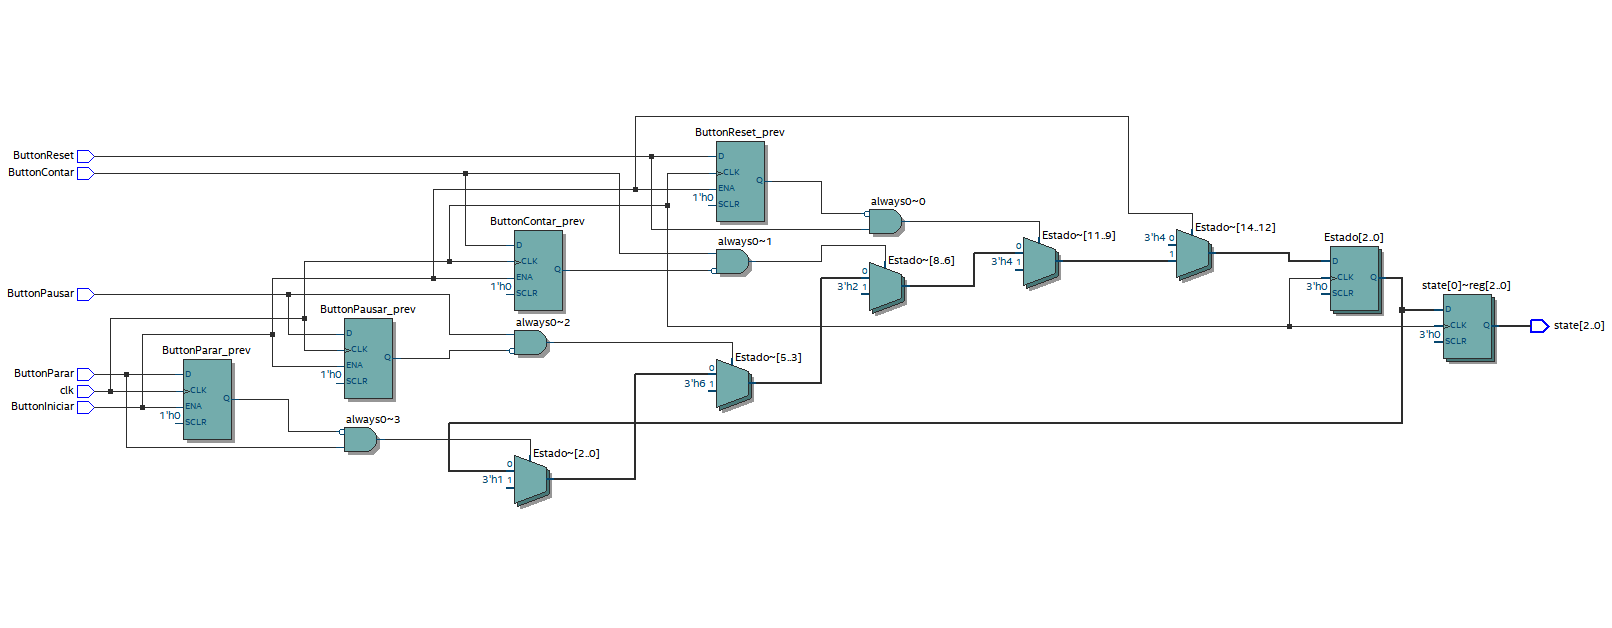 ButtonReset
ButtonContar
ButtonPausar
ButtonParar
clk
ButtonIniciar
ButtonParar_prev
D
CLK
ENA
1'h0
SCLR
Q
ButtonPausar_prev
D
CLK
ENA
1'h0
SCLR
Q
always0~3
ButtonContar_prev
D
CLK
ENA
1'h0
SCLR
Q
always0~2
Estado~[2..0]
0
3'h1
1
ButtonReset_prev
D
CLK
ENA
1'h0
SCLR
Q
always0~1
Estado~[5..3]
0
3'h6
1
always0~0
Estado~[8..6]
0
3'h2
1
Estado~[11..9]
0
3'h4
1
Estado~[14..12]
3'h4
0
1
Estado[2..0]
D
CLK
3'h0
SCLR
Q
state[0]~reg[2..0]
D
CLK
3'h0
SCLR
Q
state[2..0]